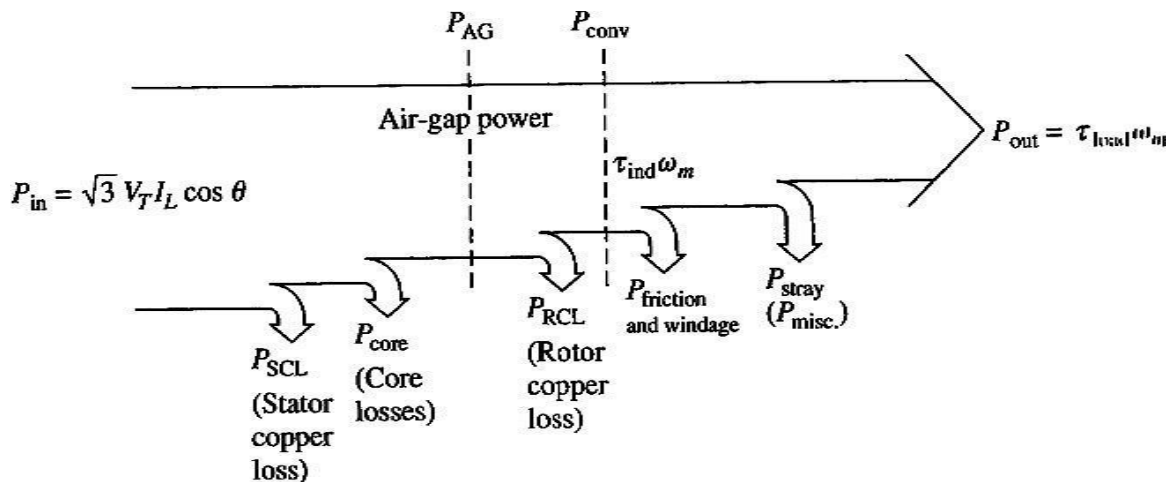 P_AG
P_conv
Air-gap power
P_out = τ_load ω_m
τ_ind ω_m
P_in = √3 V_T I_L cos θ
P_SCL
(Stator
copper
loss)
P_core
(Core
losses)
P_RCL
(Rotor
copper
loss)
P_friction
and windage
P_stray
(P_misc.)